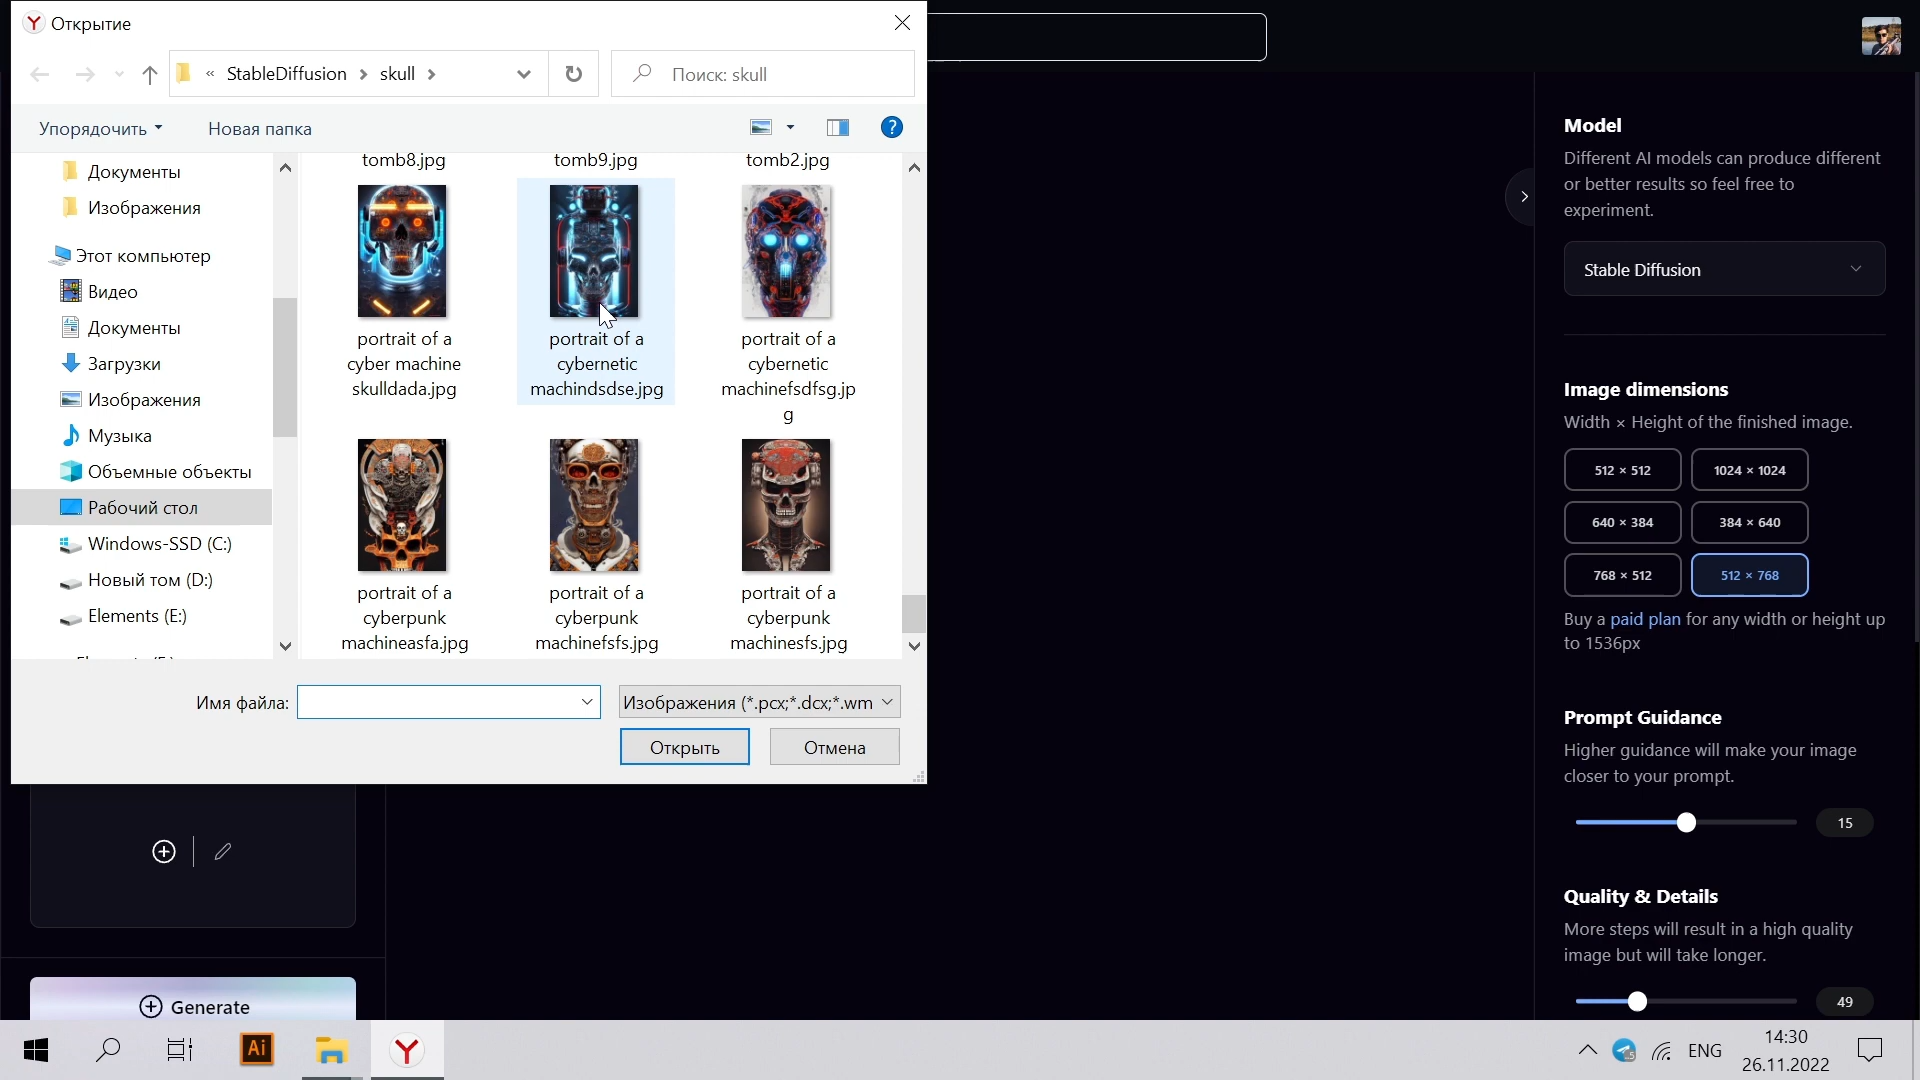 Открытие
« StableDiffusion > skull >
Поиск: skull
Упорядочить
Новая папка
?
Документы
Изображения
Этот компьютер
Видео
Документы
Загрузки
Изображения
Музыка
Объемные объекты
Рабочий стол
Windows-SSD (C:)
Новый том (D:)
Elements (E:)
tomb8.jpg
tomb9.jpg
tomb2.jpg
portrait of a
cyber machine
skulldada.jpg
portrait of a
cybernetic
machindsdse.jpg
portrait of a
cybernetic
machinefsdfsg.jp
g
portrait of a
cyberpunk
machineasfa.jpg
portrait of a
cyberpunk
machinefsfs.jpg
portrait of a
cyberpunk
machinesfs.jpg
Имя файла:
Изображения (*.pcx;*.dcx;*.wm
Открыть
Отмена
Generate
Model
Different AI models can produce different
or better results so feel free to
experiment.
Stable Diffusion
Image dimensions
Width × Height of the finished image.
512 × 512
1024 × 1024
640 × 384
384 × 640
768 × 512
512 × 768
Buy a paid plan for any width or height up
to 1536px
Prompt Guidance
Higher guidance will make your image
closer to your prompt.
15
Quality & Details
More steps will result in a high quality
image but will take longer.
49
Ai
ENG
14:30
26.11.2022